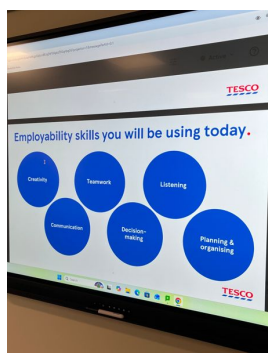 TESCO
Employability skills you will be using today.
Creativity
Teamwork
Listening
Communication
Decision-
making
Planning &
organising
TESCO